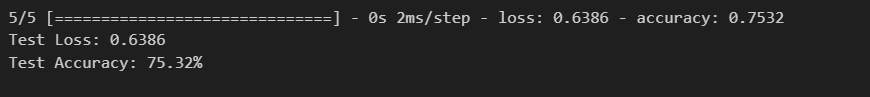 5/5 [==============================] - 0s 2ms/step - loss: 0.6386 - accuracy: 0.7532
Test Loss: 0.6386
Test Accuracy: 75.32%